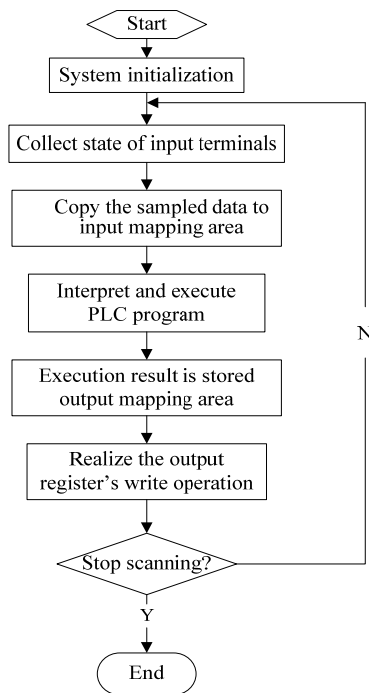 Start
System initialization
Collect state of input terminals
Copy the sampled data to
input mapping area
Interpret and execute
PLC program
N
Execution result is stored
output mapping area
Realize the output
register's write operation
Stop scanning?
Y
End